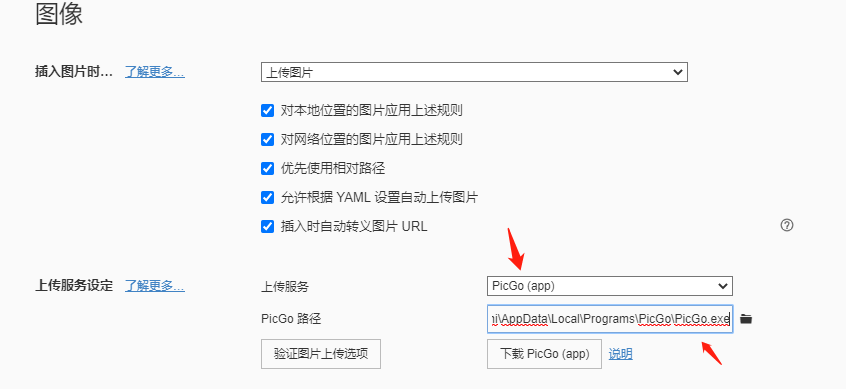 图像
插入图片时… 了解更多… 上传图片
对本地位置的图片应用上述规则
对网络位置的图片应用上述规则
优先使用相对路径
允许根据 YAML 设置自动上传图片
插入时自动转义图片 URL
上传服务设定 了解更多… 上传服务 PicGo (app)
PicGo 路径 \AppData\Local\Programs\PicGo\PicGo.exe
验证图片上传选项 下载 PicGo (app) 说明